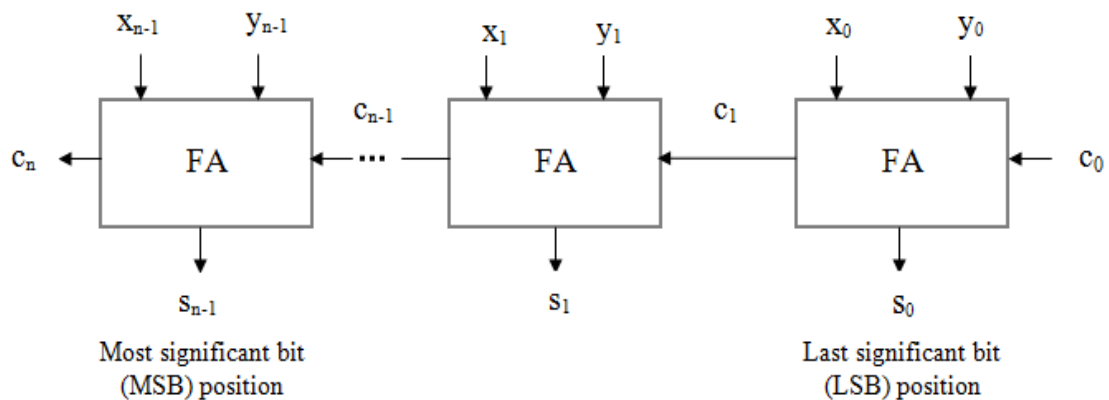 xₙ₋₁ yₙ₋₁ x₁ y₁ x₀ y₀
cₙ₋₁ c₁
cₙ FA ... FA FA c₀
sₙ₋₁ s₁ s₀
Most significant bit Last significant bit
(MSB) position (LSB) position